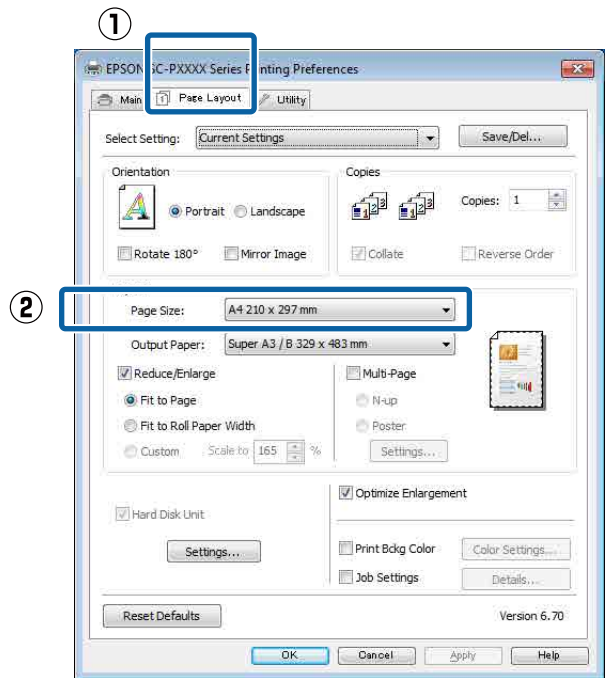 ①
EPSON SC-PXXXX Series Printing Preferences
Main Page Layout Utility
Select Setting: Current Settings Save/Del...
Orientation Copies
Portrait Landscape Copies: 1
Rotate 180° Mirror Image Collate Reverse Order
②
Page Size: A4 210 x 297 mm
Output Paper: Super A3 / B 329 x 483 mm
Reduce/Enlarge Multi-Page
Fit to Page N-up
Fit to Roll Paper Width Poster
Custom Scale to 165 % Settings...
Optimize Enlargement
Hard Disk Unit
Settings... Print Bckg Color Color Settings...
Job Settings Details...
Reset Defaults Version 6.70
OK Cancel Apply Help